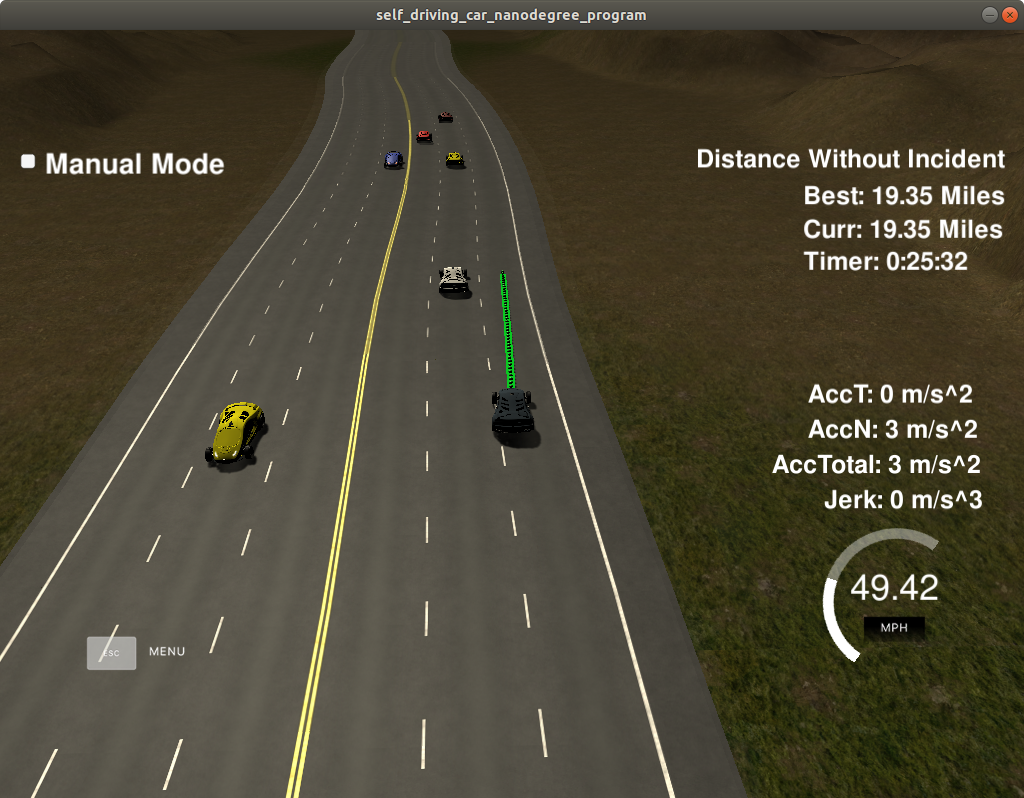 self_driving_car_nanodegree_program
Manual Mode
Distance Without Incident
Best: 19.35 Miles
Curr: 19.35 Miles
Timer: 0:25:32
AccT: 0 m/s^2
AccN: 3 m/s^2
AccTotal: 3 m/s^2
Jerk: 0 m/s^3
49.42
MPH
ESC MENU